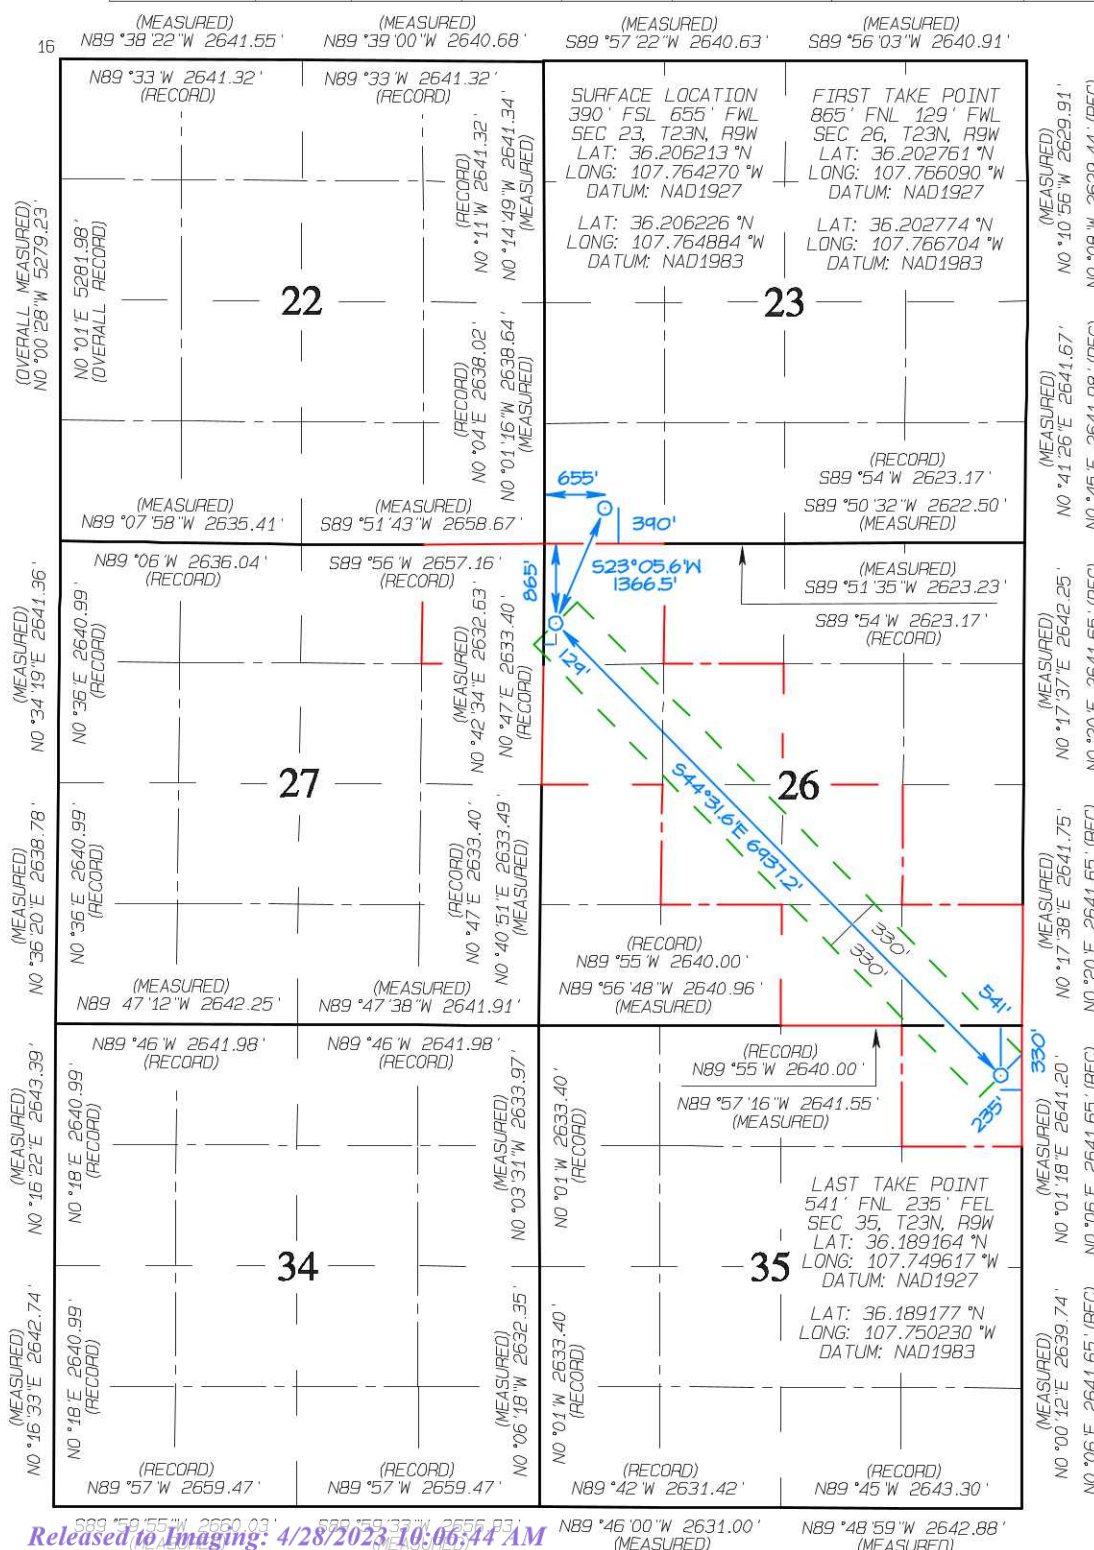 (MEASURED)
N89°38'22"W 2641.55'
(MEASURED)
N89°39'00"W 2640.68'
(MEASURED)
S89°57'22"W 2640.63'
(MEASURED)
S89°56'03"W 2640.91'
16
N89°33'W 2641.32'
(RECORD)
N89°33'W 2641.32'
(RECORD)
SURFACE LOCATION
390' FSL 655' FWL
SEC 23, T23N, R9W
LAT: 36.206213°N
LONG: 107.764270°W
DATUM: NAD1927
LAT: 36.206226°N
LONG: 107.764884°W
DATUM: NAD1983
FIRST TAKE POINT
865' FNL 129' FWL
SEC 26, T23N, R9W
LAT: 36.202761°N
LONG: 107.766090°W
DATUM: NAD1927
LAT: 36.202774°N
LONG: 107.766704°W
DATUM: NAD1983
(OVERALL MEASURED)
N0°00'28"W 5279.23'
N0°01'E 5281.98'
(OVERALL RECORD)
(RECORD)
N0°11'W 2641.32'
N0°14'49"W 2641.34'
(MEASURED)
(MEASURED)
N0°10'56"W 2629.91'
22
23
(RECORD)
N0°04'E 2638.02'
N0°01'16"W 2638.64'
(MEASURED)
(MEASURED)
N0°41'26"E 2641.67'
(RECORD)
S89°54'W 2623.17'
S89°50'32"W 2622.50'
(MEASURED)
655'
390'
(MEASURED)
N89°07'58"W 2635.41'
(MEASURED)
S89°51'43"W 2658.67'
N89°06'W 2636.04'
(RECORD)
S89°56'W 2657.16'
(RECORD)
865'
S23°05.6'W
1366.5'
(MEASURED)
S89°51'35"W 2623.23'
S89°54'W 2623.17'
(RECORD)
129'
(MEASURED)
N0°34'19"E 2641.36'
N0°36'E 2640.99'
(RECORD)
(MEASURED)
N0°42'34"E 2632.63'
N0°47'E 2633.40'
(RECORD)
(MEASURED)
N0°17'37"E 2642.25'
27
26
S44°31.6'E 6937.2'
(MEASURED)
N0°36'20"E 2638.78'
N0°36'E 2640.99'
(RECORD)
(RECORD)
N0°47'E 2633.40'
N0°40'51"E 2633.49'
(MEASURED)
(MEASURED)
N0°17'38"E 2641.75'
330'
330'
(RECORD)
N89°55'W 2640.00'
N89°56'48"W 2640.96'
(MEASURED)
541'
330'
235'
(MEASURED)
N89 47'12"W 2642.25'
(MEASURED)
N89°47'38"W 2641.91'
N89°46'W 2641.98'
(RECORD)
N89°46'W 2641.98'
(RECORD)
(RECORD)
N89°55'W 2640.00'
N89°57'16"W 2641.55'
(MEASURED)
(MEASURED)
N0°16'22"E 2643.39'
N0°18'E 2640.99'
(RECORD)
(MEASURED)
N0°03'31"W 2633.97'
N0°01'W 2633.40'
(RECORD)
(MEASURED)
N0°01'18"E 2641.20'
LAST TAKE POINT
541' FNL 235' FEL
SEC 35, T23N, R9W
LAT: 36.189164°N
LONG: 107.749617°W
DATUM: NAD1927
LAT: 36.189177°N
LONG: 107.750230°W
DATUM: NAD1983
34
35
(MEASURED)
N0°16'33"E 2642.74'
N0°18'E 2640.99'
(RECORD)
(MEASURED)
N0°06'18"W 2632.35'
N0°01'W 2633.40'
(RECORD)
(MEASURED)
N0°00'12"E 2639.74'
(RECORD)
N89°57'W 2659.47'
(RECORD)
N89°57'W 2659.47'
(RECORD)
N89°42'W 2631.42'
(RECORD)
N89°45'W 2643.30'
Released to Imaging: 4/28/2023 10:06:44 AM
N89°46'00"W 2631.00'
(MEASURED)
N89°48'59"W 2642.88'
(MEASURED)